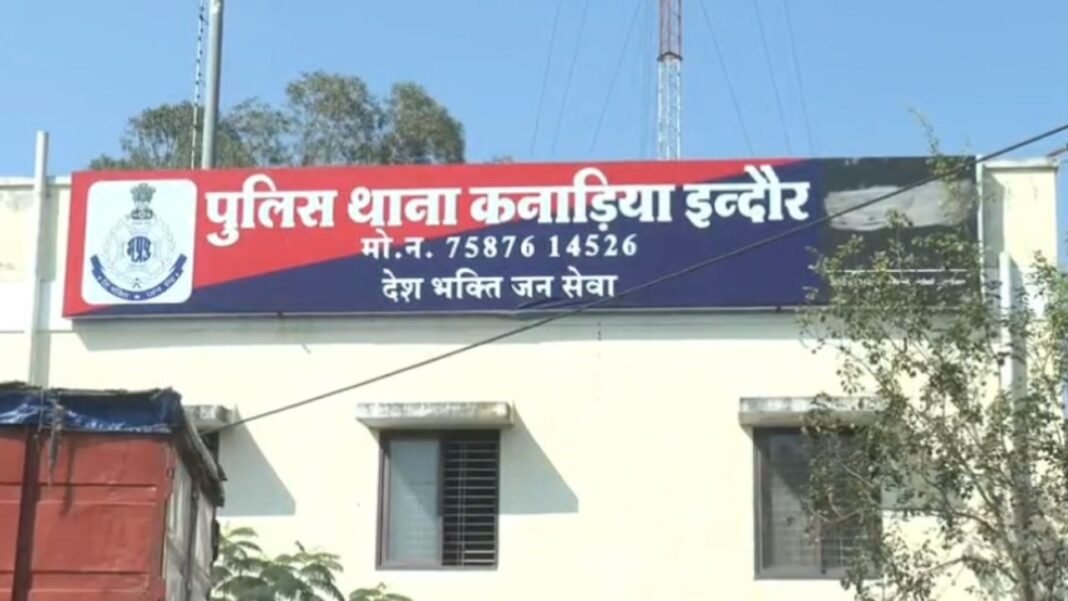 पुलिस थाना कनाड़िया इन्दौर
मो.न. 75876 14526
देश भक्ति जन सेवा